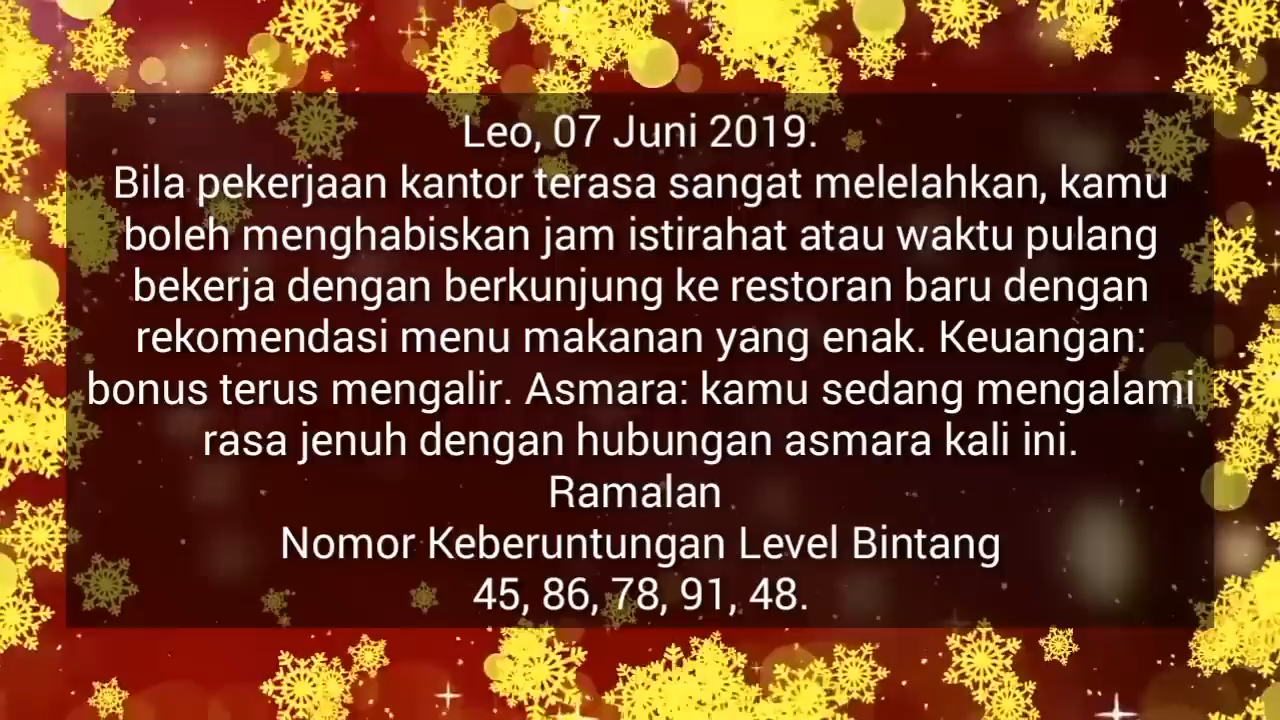 Leo, 07 Juni 2019.
Bila pekerjaan kantor terasa sangat melelahkan, kamu
boleh menghabiskan jam istirahat atau waktu pulang
bekerja dengan berkunjung ke restoran baru dengan
rekomendasi menu makanan yang enak. Keuangan:
bonus terus mengalir. Asmara: kamu sedang mengalami
rasa jenuh dengan hubungan asmara kali ini.
Ramalan
Nomor Keberuntungan Level Bintang
45, 86, 78, 91, 48.